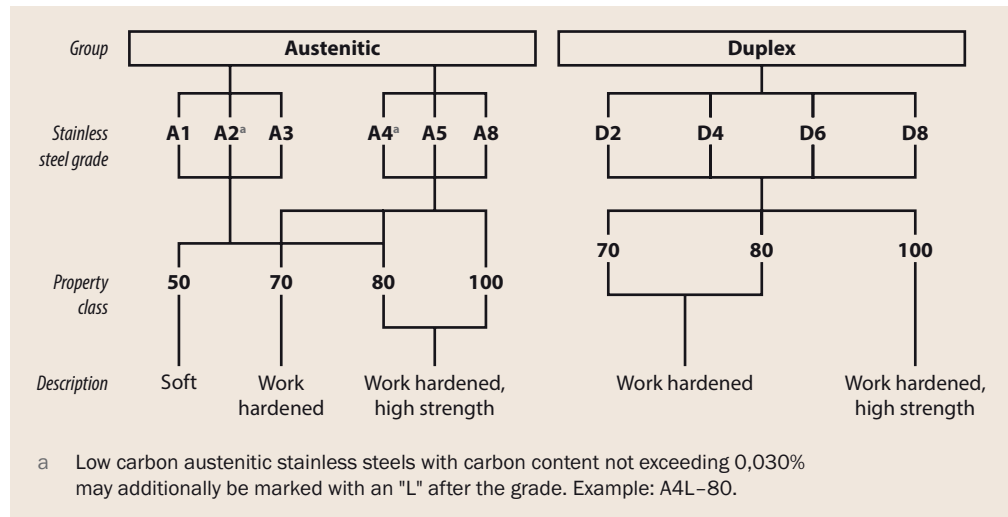 Group Austenitic Duplex
Stainless steel grade A1 A2ᵃ A3 A4ᵃ A5 A8 D2 D4 D6 D8
Property class 50 70 80 100 70 80 100
Description Soft Work hardened Work hardened, high strength Work hardened Work hardened, high strength
a Low carbon austenitic stainless steels with carbon content not exceeding 0,030%
may additionally be marked with an "L" after the grade. Example: A4L–80.